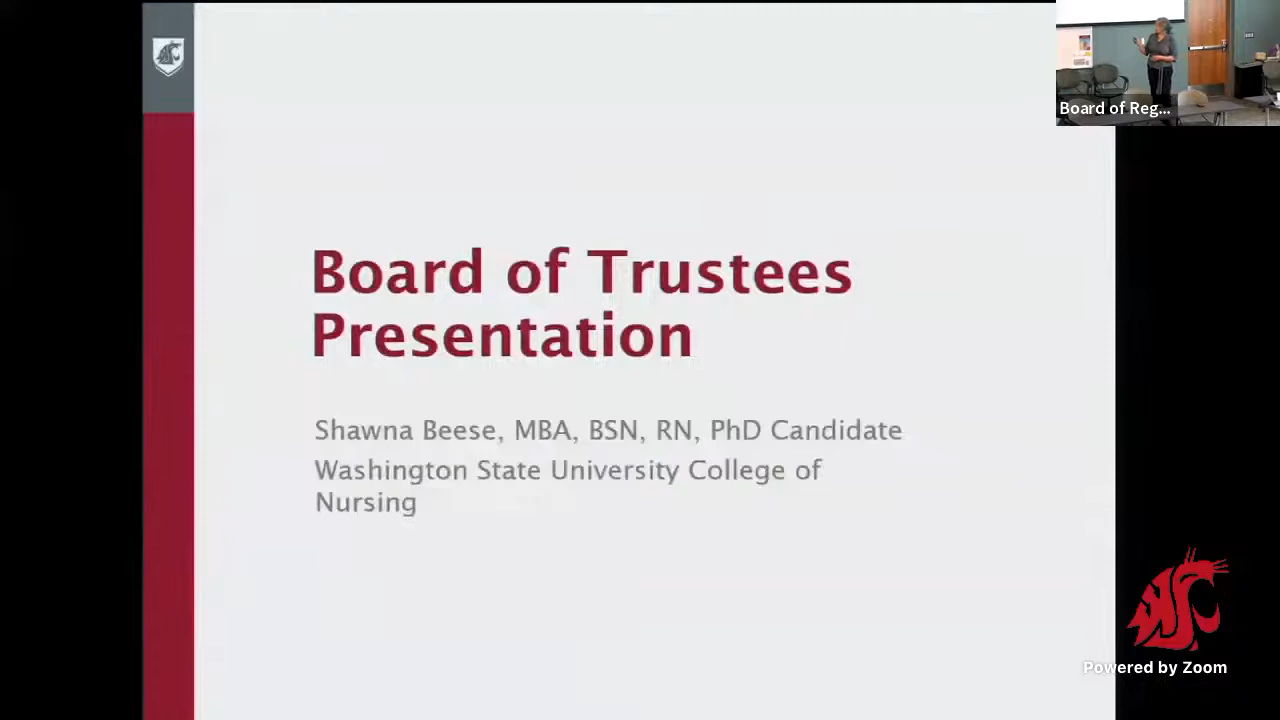 Board of Reg...
Board of Trustees
Presentation
Shawna Beese, MBA, BSN, RN, PhD Candidate
Washington State University College of
Nursing
Powered by Zoom